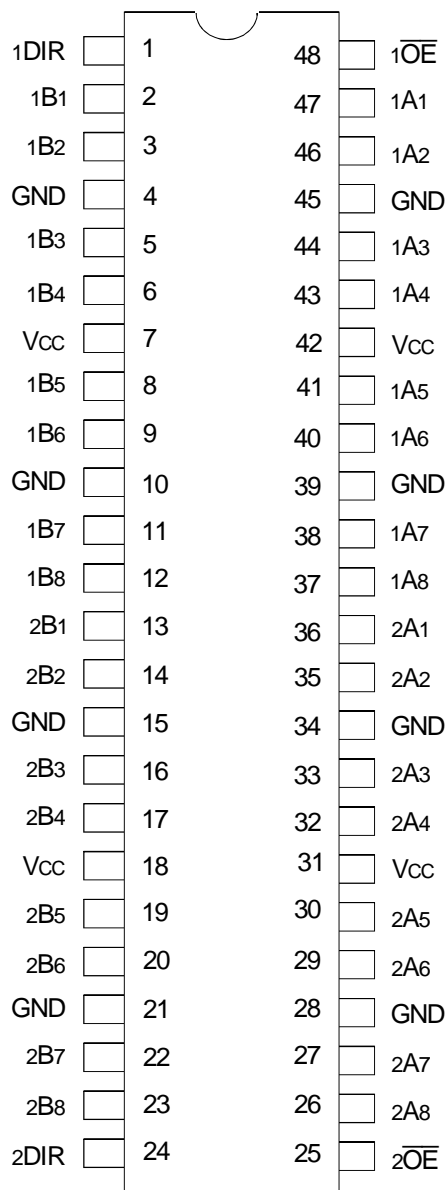 1DIR 1 48 1O̅E̅
1B1 2 47 1A1
1B2 3 46 1A2
GND 4 45 GND
1B3 5 44 1A3
1B4 6 43 1A4
VCC 7 42 VCC
1B5 8 41 1A5
1B6 9 40 1A6
GND 10 39 GND
1B7 11 38 1A7
1B8 12 37 1A8
2B1 13 36 2A1
2B2 14 35 2A2
GND 15 34 GND
2B3 16 33 2A3
2B4 17 32 2A4
VCC 18 31 VCC
2B5 19 30 2A5
2B6 20 29 2A6
GND 21 28 GND
2B7 22 27 2A7
2B8 23 26 2A8
2DIR 24 25 2O̅E̅